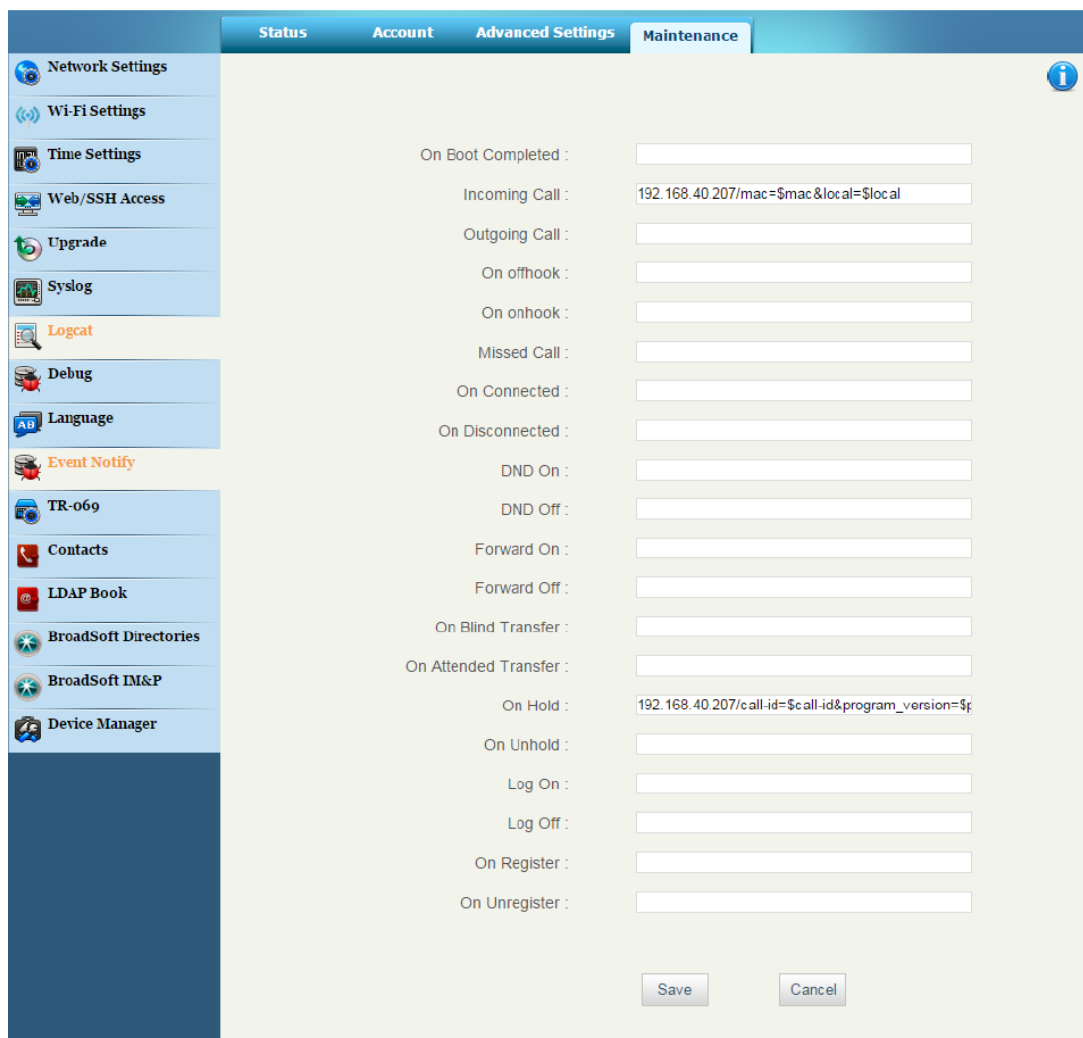 Status Account Advanced Settings Maintenance
Network Settings
Wi-Fi Settings
Time Settings
Web/SSH Access
Upgrade
Syslog
Logcat
Debug
Language
Event Notify
TR-069
Contacts
LDAP Book
BroadSoft Directories
BroadSoft IM&P
Device Manager
On Boot Completed :
Incoming Call : 192.168.40.207/mac=$mac&local=$local
Outgoing Call :
On offhook :
On onhook :
Missed Call :
On Connected :
On Disconnected :
DND On :
DND Off :
Forward On :
Forward Off :
On Blind Transfer :
On Attended Transfer :
On Hold : 192.168.40.207/call-id=$call-id&program_version=$p
On Unhold :
Log On :
Log Off :
On Register :
On Unregister :
Save Cancel